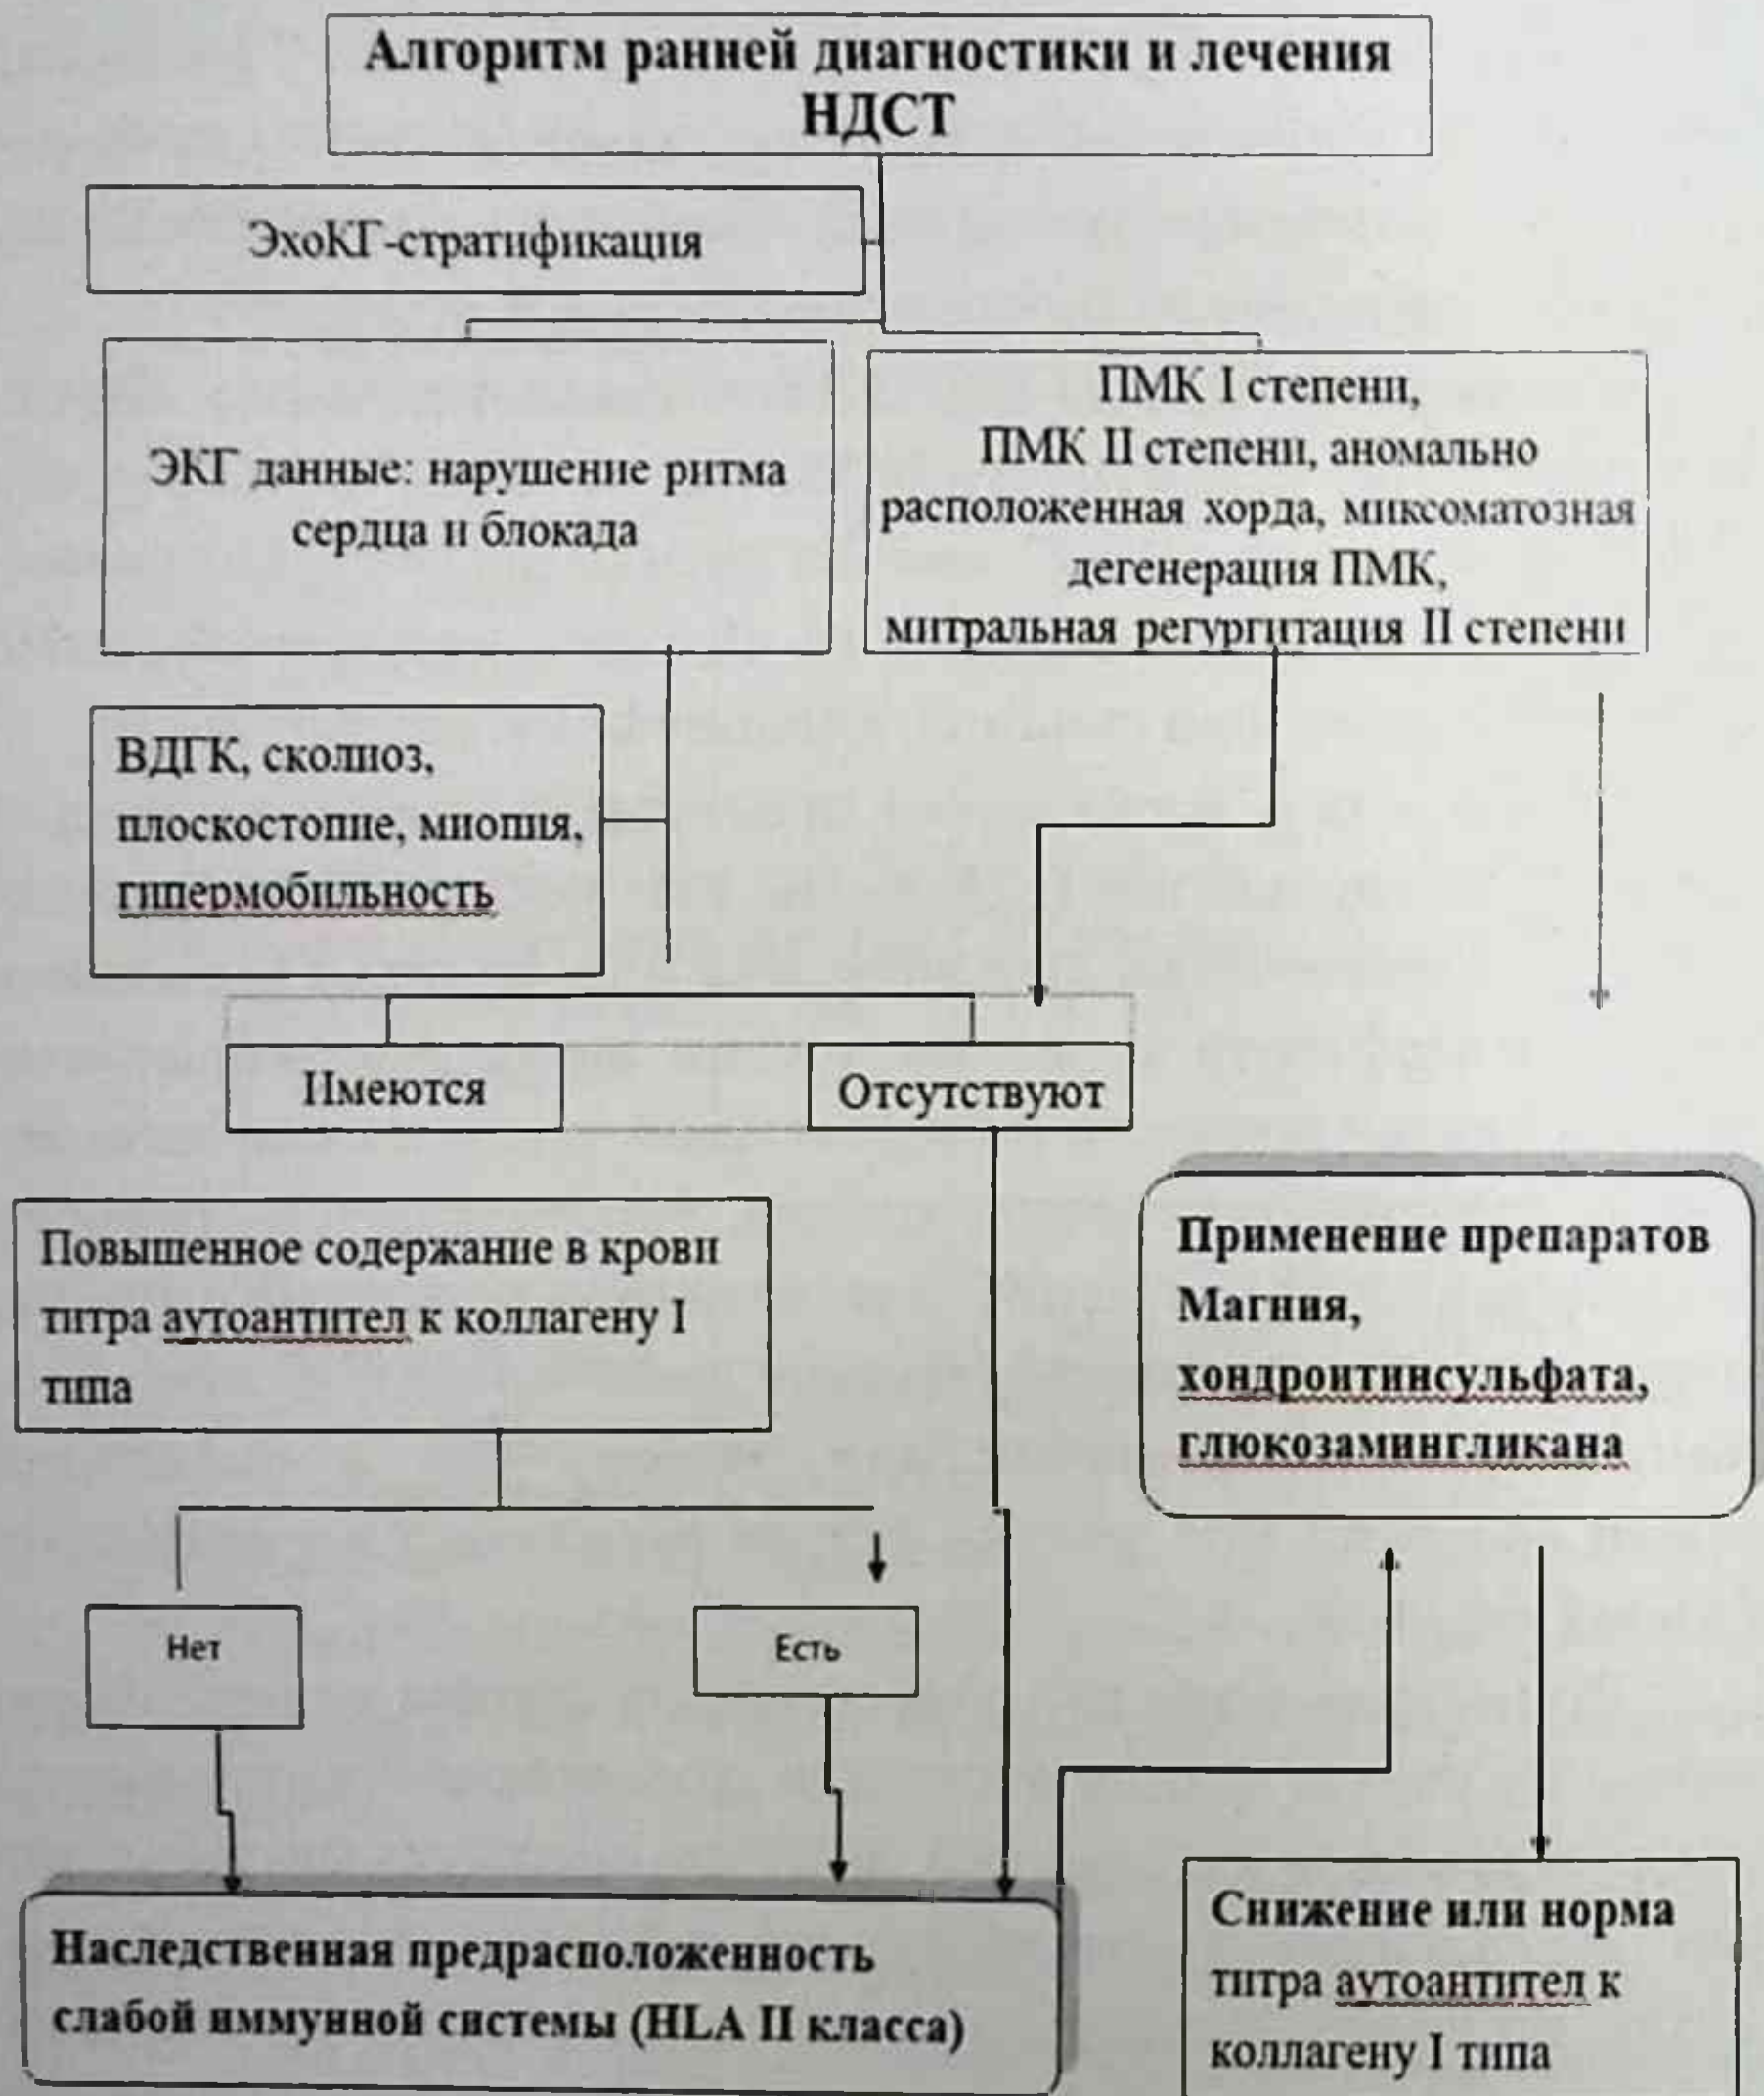 Алгоритм ранней диагностики и лечения
НДСТ
ЭхоКГ-стратификация
ЭКГ данные: нарушение ритма
сердца и блокада
ПМК I степени,
ПМК II степени, аномально
расположенная хорда, миксоматозная
дегенерация ПМК,
митральная регургитация II степени
ВДГК, сколиоз,
плоскостопие, миопия,
гипермобильность
Имеются
Отсутствуют
Повышенное содержание в крови
титра аутоантител к коллагену I
типа
Применение препаратов
Магния,
хондроитинсульфата,
глюкозамингликана
Нет
Есть
Наследственная предрасположенность
слабой иммунной системы (HLA II класса)
Снижение или норма
титра аутоантител к
коллагену I типа